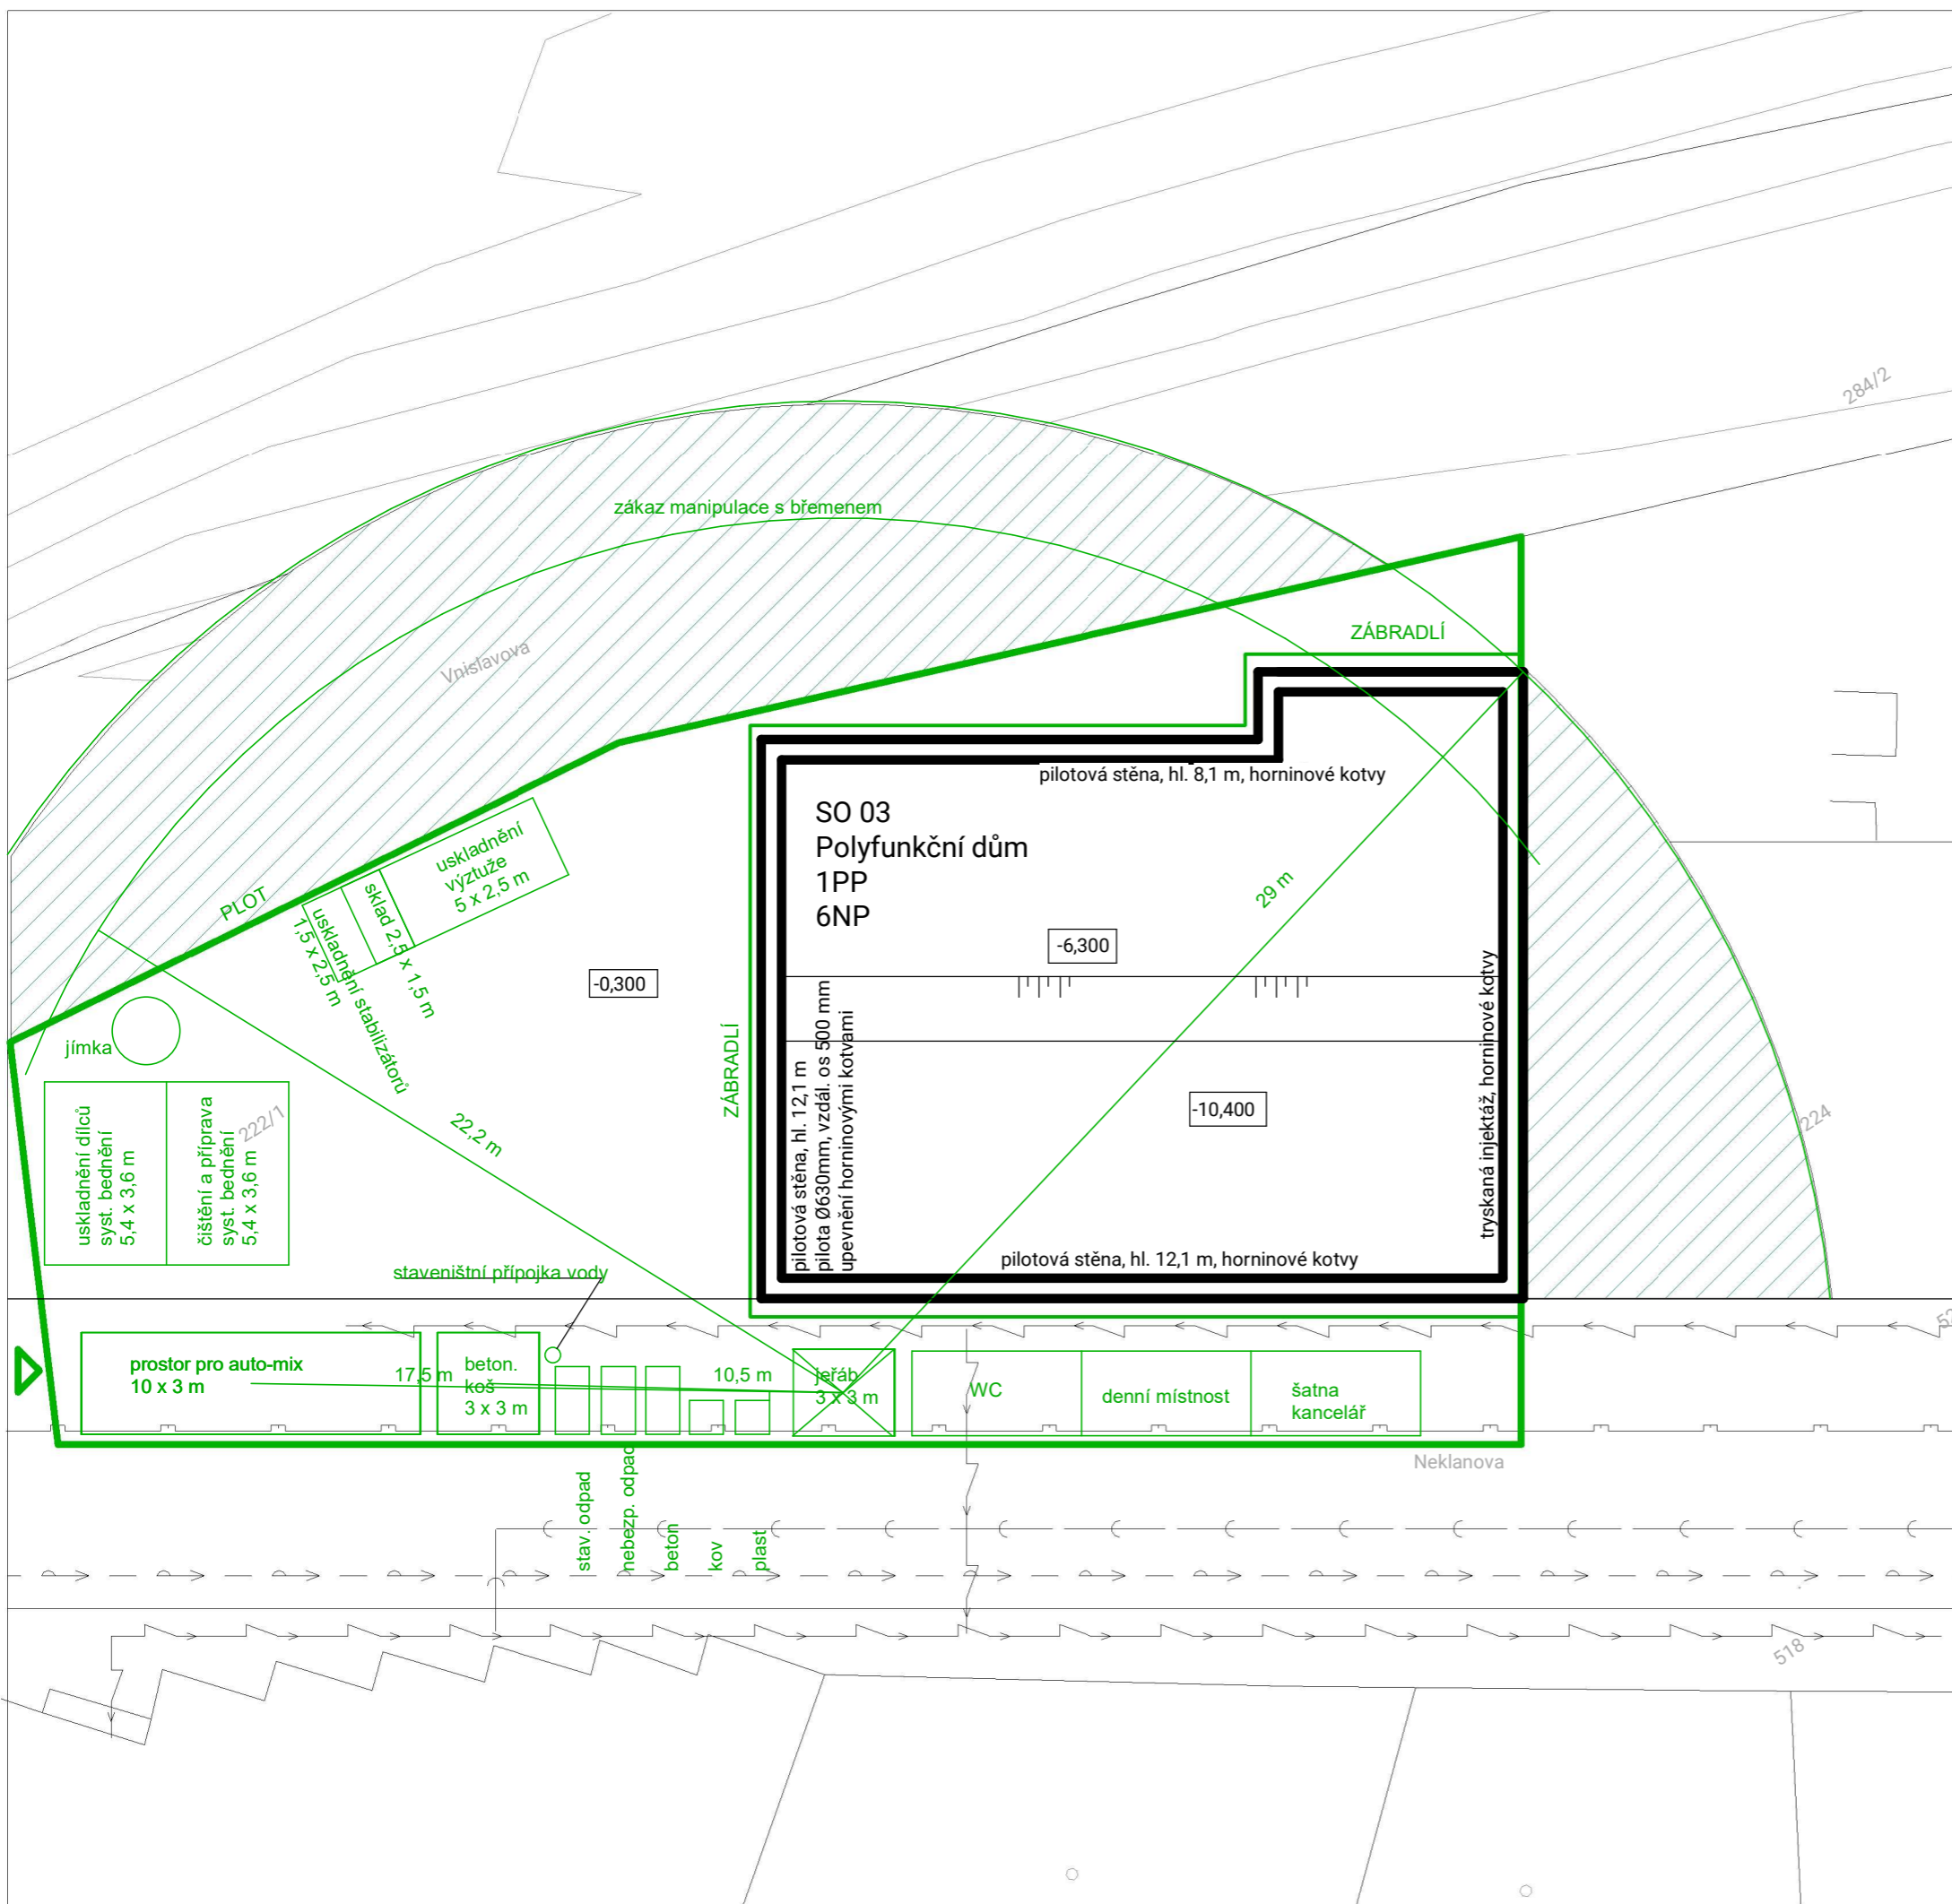 284/2
zákaz manipulace s břemenem
ZÁBRADLÍ
Vnislavova
pilotová stěna, hl. 8,1 m, horninové kotvy
SO 03
Polyfunkční dům
1PP
6NP
uskladnění
výztuže
5 x 2,5 m
sklad 2,5 x 1,5 m
uskladnění stabilizátorů
1,5 x 2,5 m
PLOT
29 m
-6,300
-0,300
jímka
ZÁBRADLÍ
pilotová stěna, hl. 12,1 m
pilota Ø630mm, vzdál. os 500 mm
upevnění horninovými kotvami
tryskaná injektáž, horninové kotvy
-10,400
224
222/1
22,2 m
uskladnění dílců
syst. bednění
5,4 x 3,6 m
čištění a příprava
syst. bednění
5,4 x 3,6 m
staveništní přípojka vody
pilotová stěna, hl. 12,1 m, horninové kotvy
prostor pro auto-mix
10 x 3 m
17,5 m
beton.
koš
3 x 3 m
10,5 m
jeřáb
3 x 3 m
WC
denní místnost
šatna
kancelář
Neklanova
stav. odpad
nebezp. odpad
beton
kov
plast
518